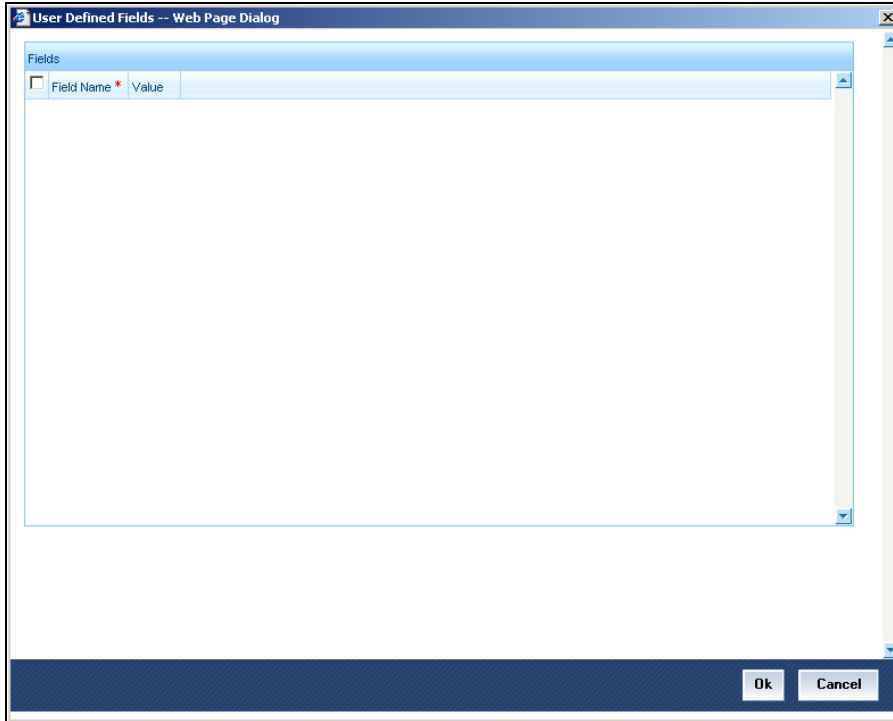 User Defined Fields -- Web Page Dialog
Fields
Field Name * Value
Ok Cancel